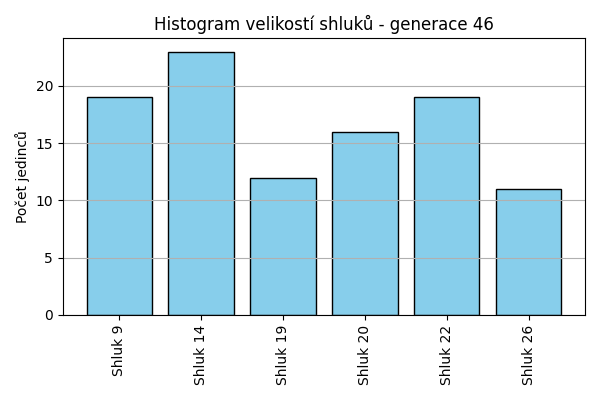 Histogram velikostí shluků - generace 46
Počet jedinců
20
15
10
5
0
Shluk 9
Shluk 14
Shluk 19
Shluk 20
Shluk 22
Shluk 26